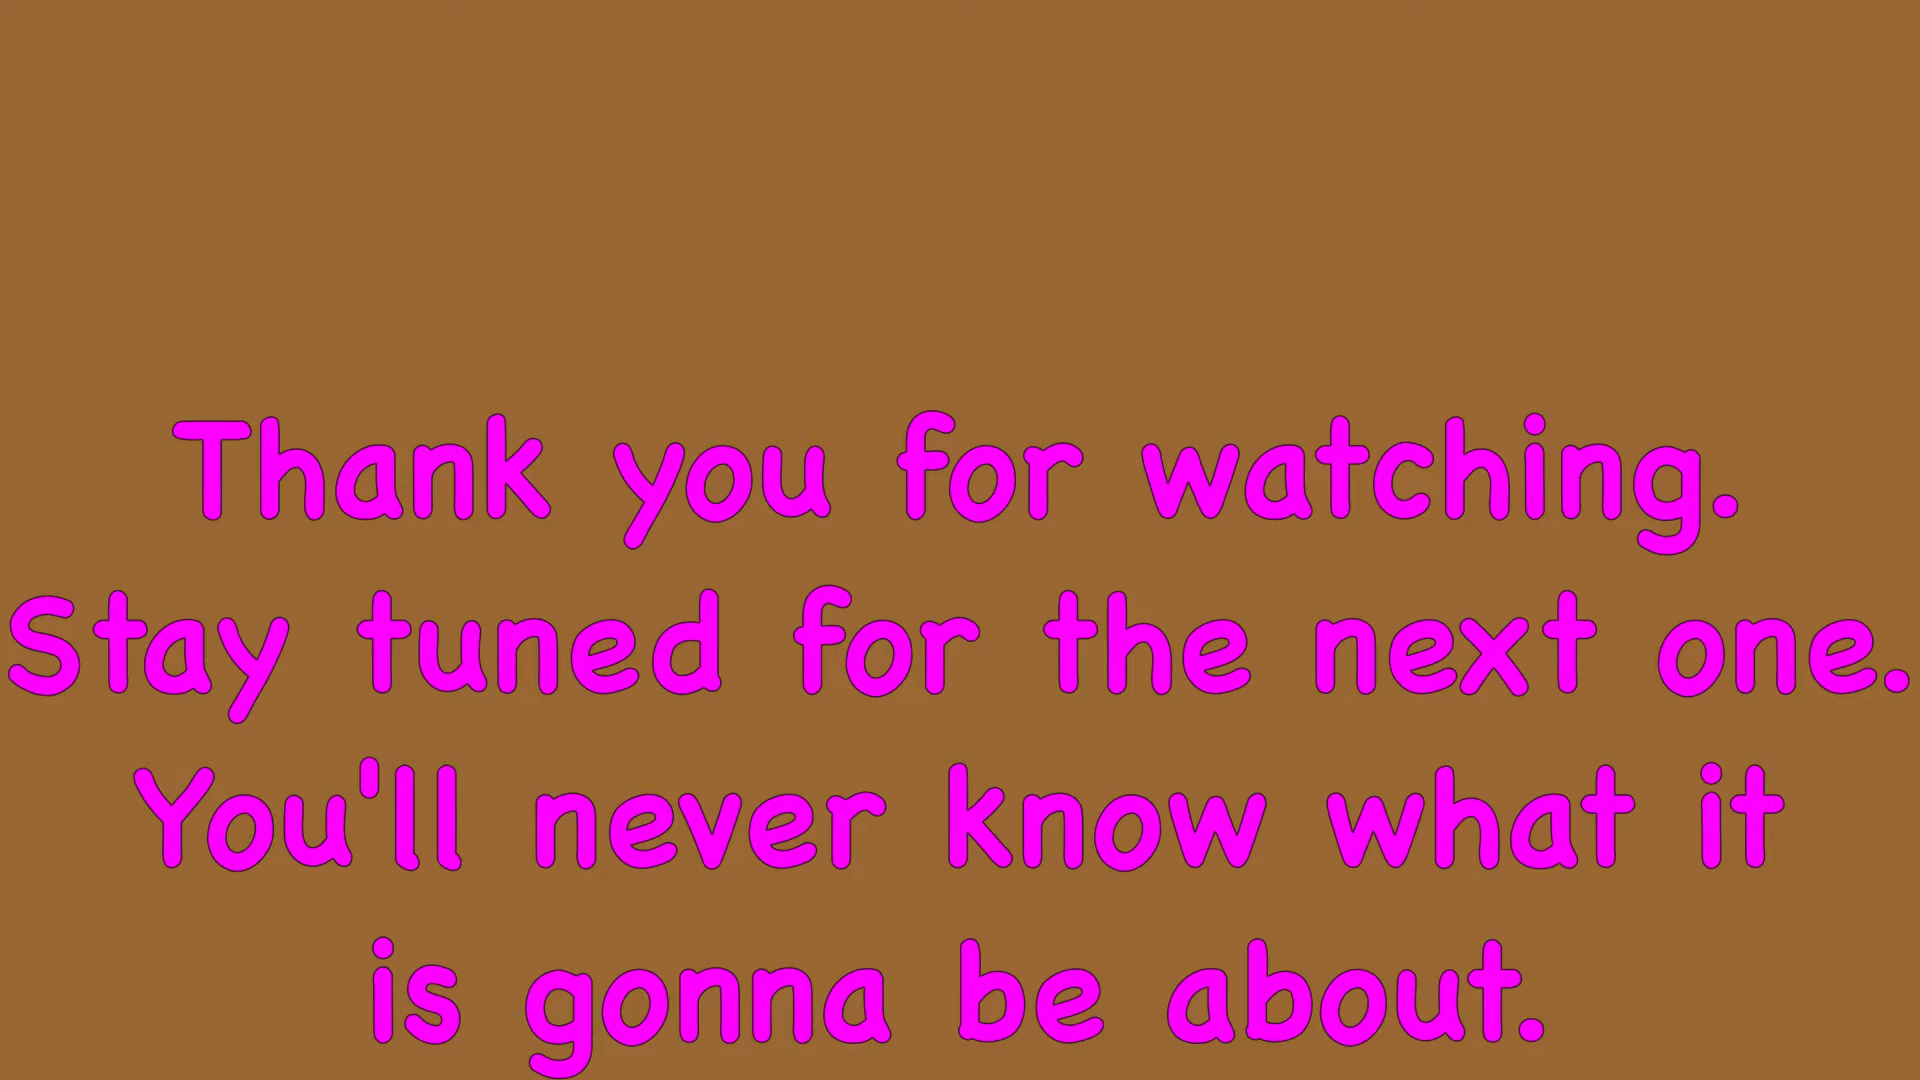 Thank you for watching.
Stay tuned for the next one.
You'll never know what it
is gonna be about.